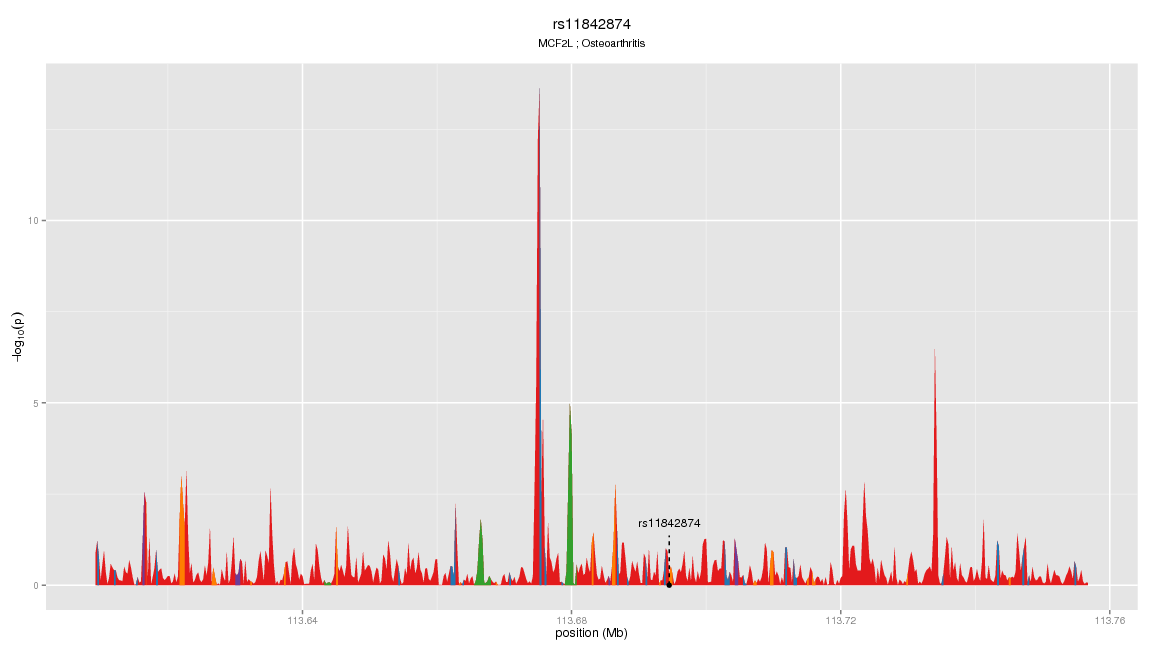 rs11842874
MCF2L ; Osteoarthritis
−log10(p)
10
5
0
rs11842874
113.64
113.68
113.72
113.76
position (Mb)